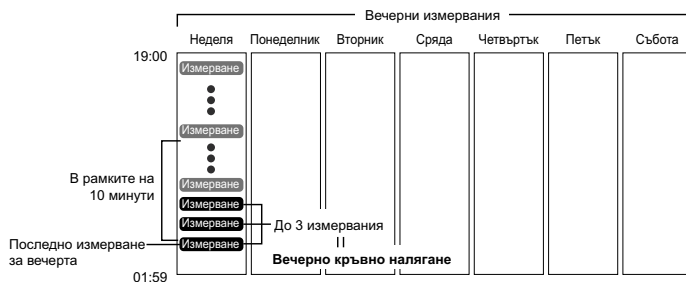 Вечерни измервания
Неделя Понеделник Вторник Сряда Четвъртък Петък Събота
19:00
Измерване
Измерване
В рамките на
10 минути
Измерване
Измерване
Измерване
До 3 измервания
Последно измерване
за вечерта
Измерване
Вечерно кръвно налягане
01:59